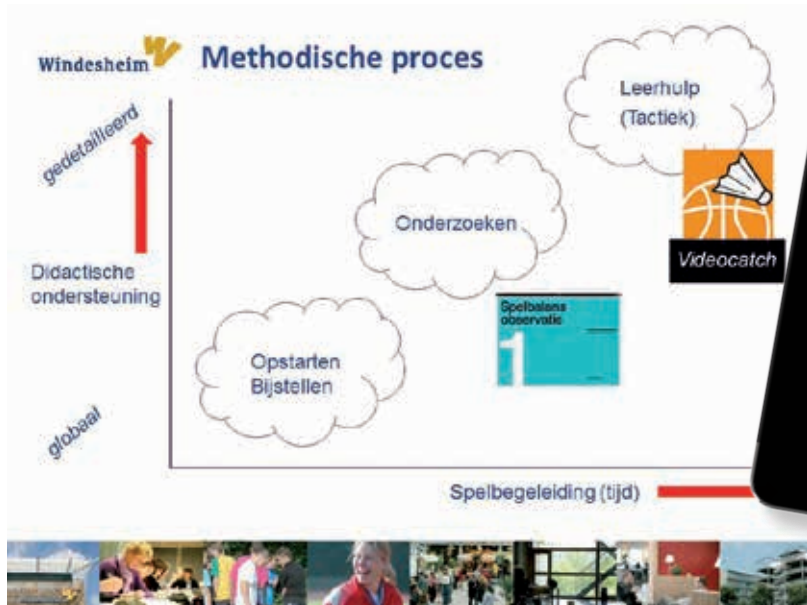 Windesheim
Methodische proces
Leerhulp
(Tactiek)
gedetailleerd
Onderzoeken
Videocatch
Didactische
ondersteuning
Spelbalans
observatie
1
Opstarten
Bijstellen
globaal
Spelbegeleiding (tijd)